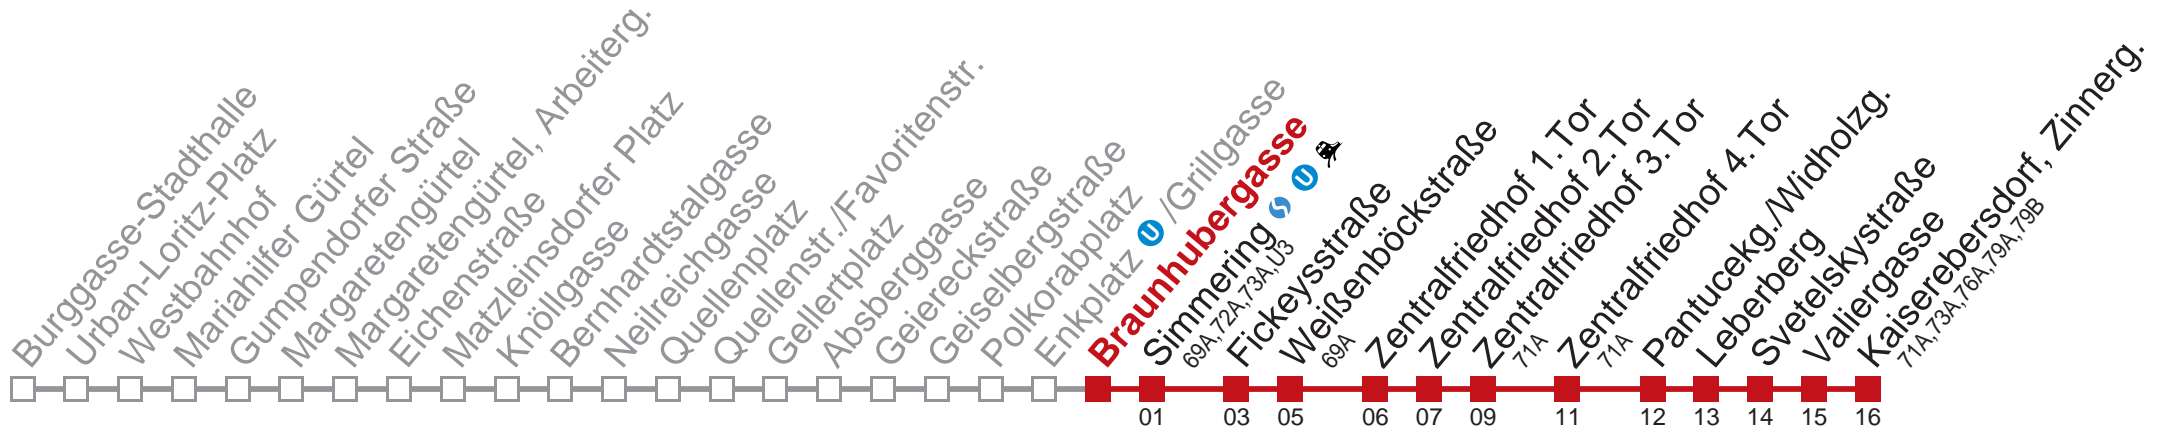 Burggasse-Stadthalle
Urban-Loritz-Platz
Westbahnhof
Mariahilfer Gürtel
Gumpendorfer Straße
Margaretengürtel
Margaretengürtel, Arbeiterg.
Eichenstraße
Matzleinsdorfer Platz
Knöllgasse
Bernhardtstalgasse
Neilreichgasse
Quellenplatz
Quellenstr./Favoritenstr.
Gellertplatz
Absberggasse
Geiereckstraße
Geiselbergstraße
Polkorabplatz
Enkplatz U /Grillgasse
Braunhubergasse
Simmering S U
69A,72A,73A,U3
Fickeysstraße
Weißenböckstraße
69A
Zentralfriedhof 1.Tor
Zentralfriedhof 2.Tor
Zentralfriedhof 3.Tor
71A
Zentralfriedhof 4.Tor
71A
Pantucekg./Widholzg.
Leberberg
Svetelskystraße
Valiergasse
Kaiserebersdorf, Zinnerg.
71A,73A,76A,79A,79B
01 03 05 06 07 09 11 12 13 14 15 16